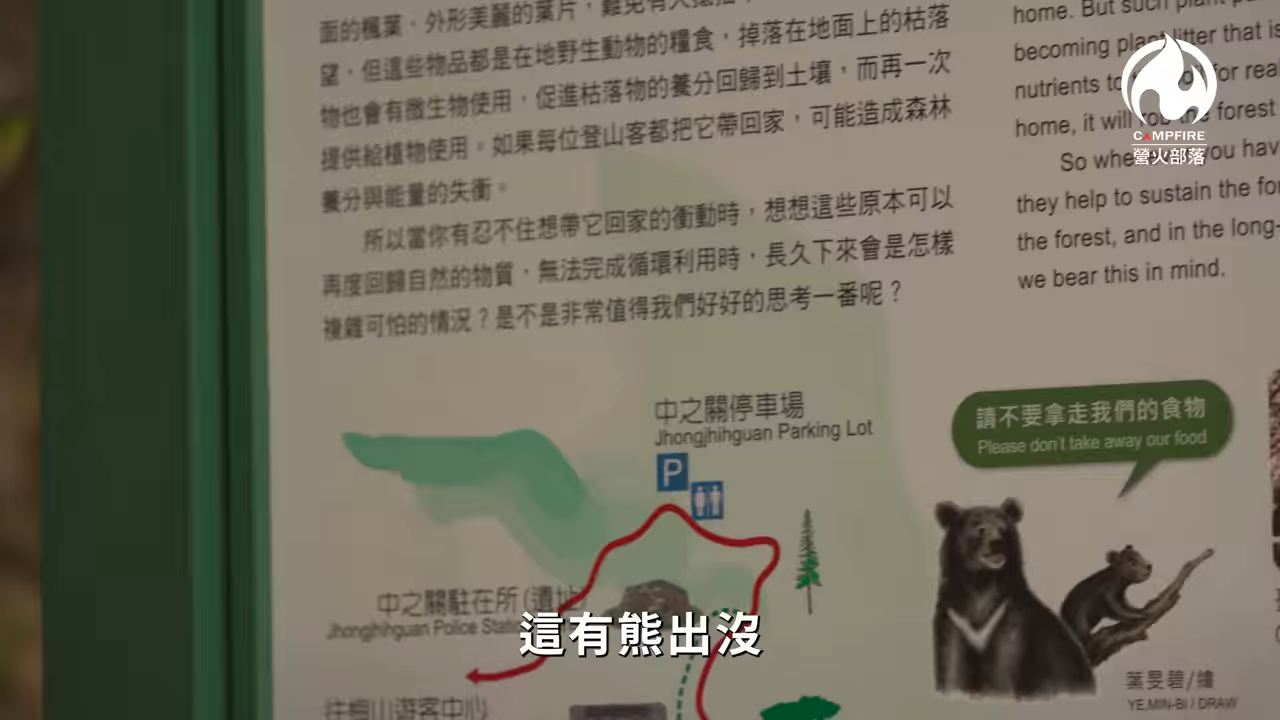 面的楓葉、外形美麗的葉片，難免有人
望，但這些物品都是在地野生動物的糧食，掉落在地面上的枯落
物也會有微生物使用，促進枯落物的養分回歸到土壤，而再一次
提供給植物使用。如果每位登山客都把它帶回家，可能造成森林
養分與能量的失衡。
所以當你有忍不住想帶它回家的衝動時，想想這些原本可以
再度回歸自然的物質，無法完成循環利用時，長久下來會是怎樣
複雜可怕的情況？是不是非常值得我們好好的思考一番呢？
home. But such plant
becoming plant litter that is
nutrients to for
home, it will the forest
So you hav
they help to sustain the fo
the forest, and in the long-
we bear this in mind.
CAMPFIRE
營火部落
中之關停車場
Jhongjhihguan Parking Lot
P
請不要拿走我們的食物
Please don't take away our food
中之關駐在所(遺址)
Jhongjhihguan Police Stati
這有熊出沒
往梅山遊客中心
葉旻碧/繪
YE,MIN-BI / DRAW